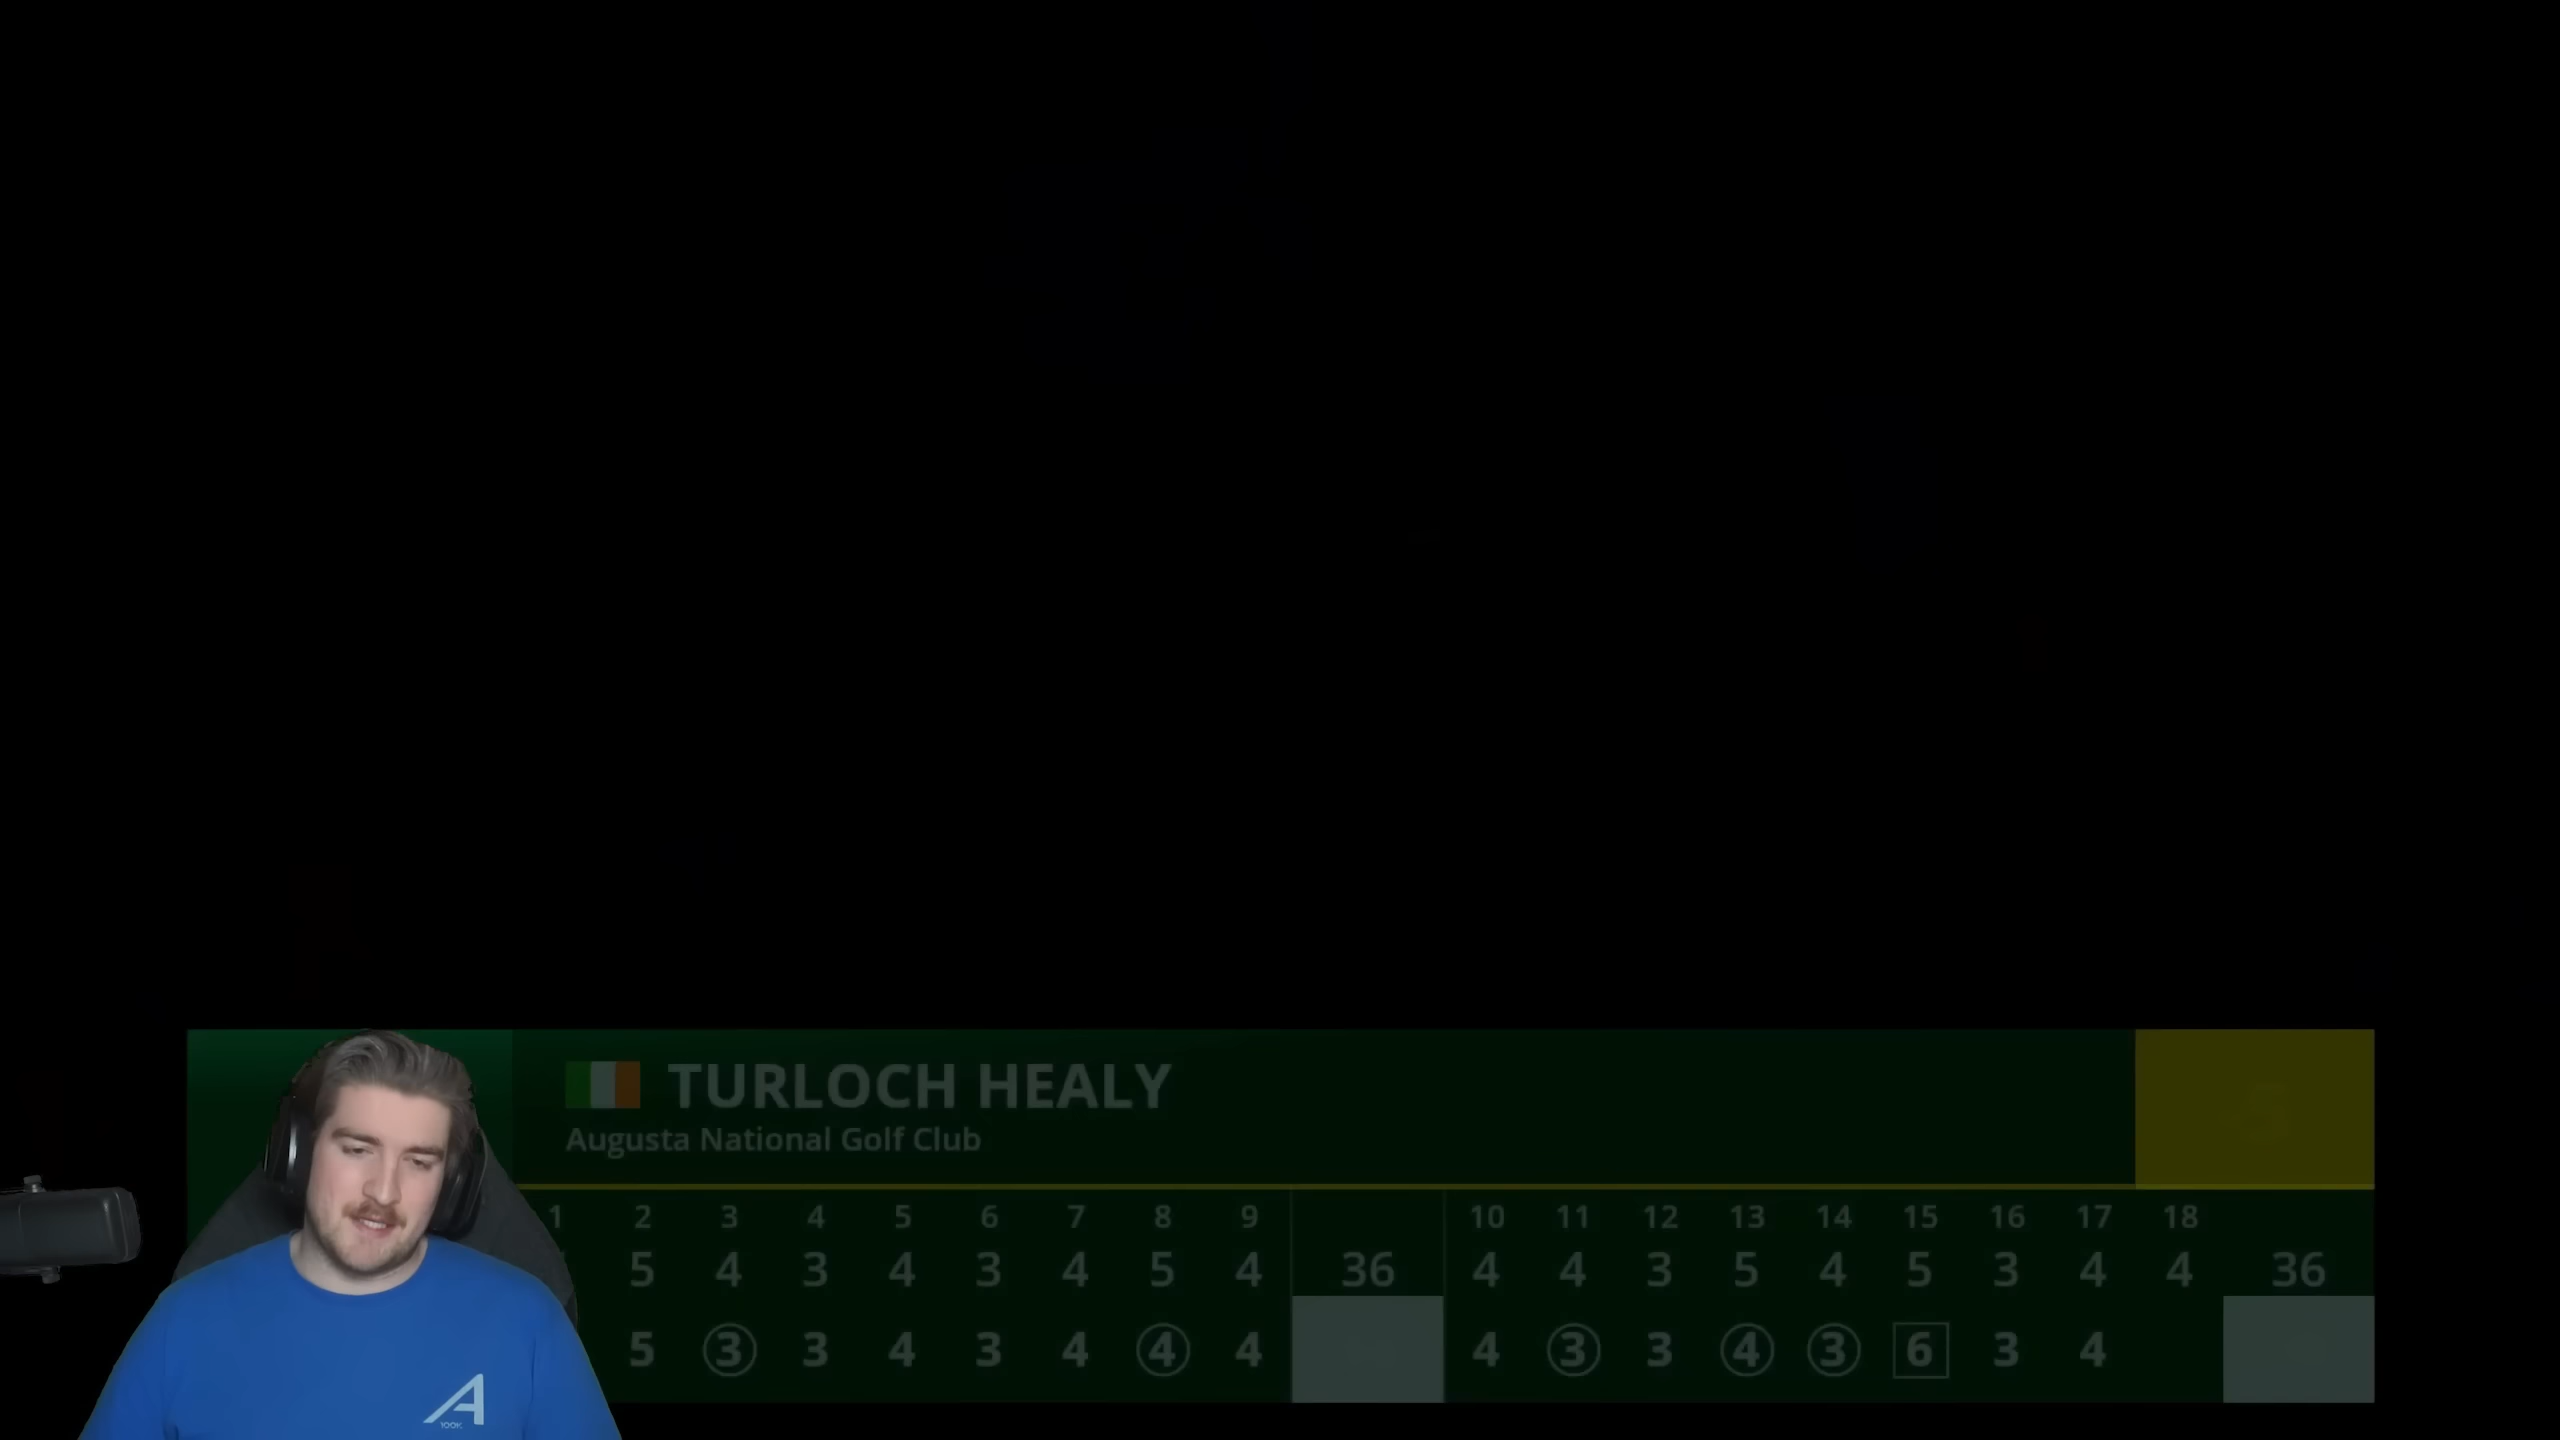 TURLOCH HEALY
Augusta National Golf Club
1 2 3 4 5 6 7 8 9 10 11 12 13 14 15 16 17 18
5 4 3 4 3 4 5 4 36 4 4 3 5 4 5 3 4 4 36
5 3 3 4 3 4 4 4 4 3 3 4 3 6 3 4
A
100K